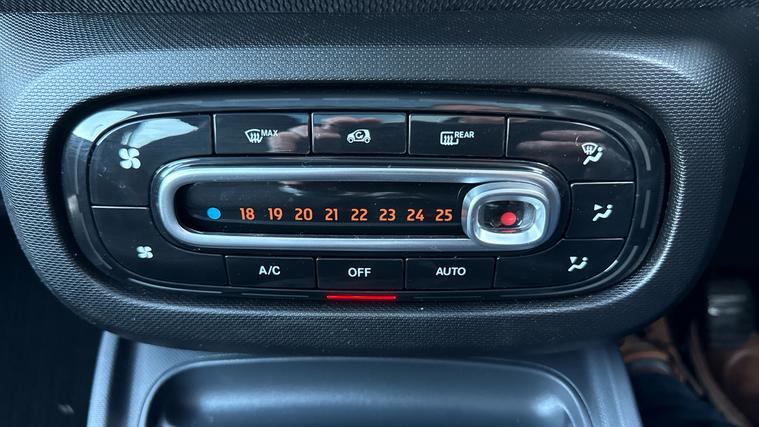 MAX
REAR
18 19 20 21 22 23 24 25
A/C OFF AUTO